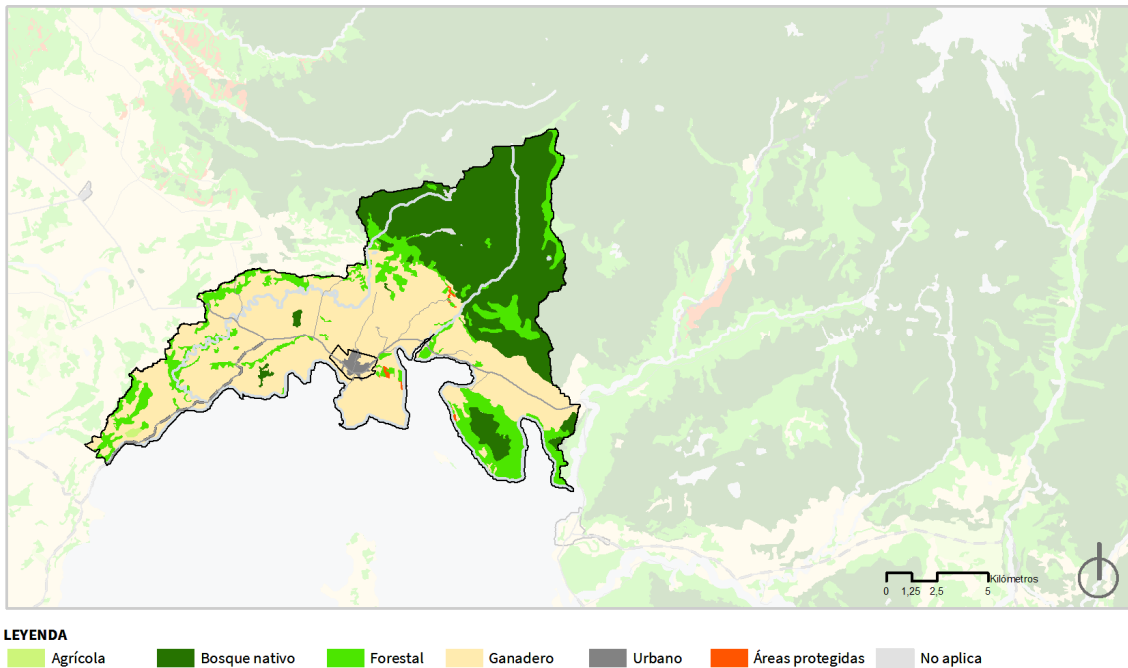 Kilómetros
0 1,25 2,5 5
LEYENDA
Agrícola Bosque nativo Forestal Ganadero Urbano Áreas protegidas No aplica